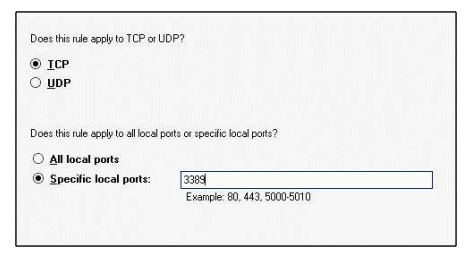 Does this rule apply to TCP or UDP?
TCP
UDP
Does this rule apply to all local ports or specific local ports?
All local ports
Specific local ports: 3389
Example: 80, 443, 5000-5010